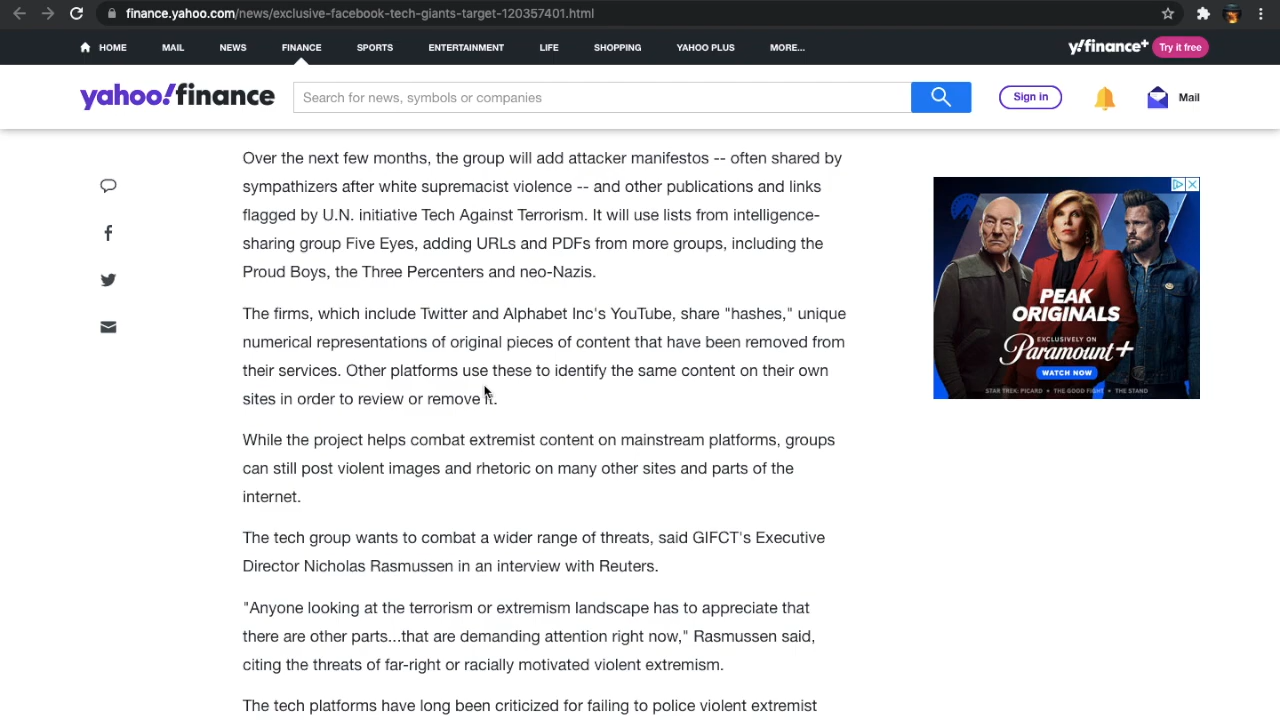 finance.yahoo.com/news/exclusive-facebook-tech-giants-target-120357401.html
HOME MAIL NEWS FINANCE SPORTS ENTERTAINMENT LIFE SHOPPING YAHOO PLUS MORE... y!finance+ Try it free
yahoo!finance Search for news, symbols or companies Sign in Mail
Over the next few months, the group will add attacker manifestos -- often shared by
sympathizers after white supremacist violence -- and other publications and links
flagged by U.N. initiative Tech Against Terrorism. It will use lists from intelligence-
sharing group Five Eyes, adding URLs and PDFs from more groups, including the
Proud Boys, the Three Percenters and neo-Nazis.
The firms, which include Twitter and Alphabet Inc's YouTube, share "hashes," unique
numerical representations of original pieces of content that have been removed from
their services. Other platforms use these to identify the same content on their own
sites in order to review or remove it.
While the project helps combat extremist content on mainstream platforms, groups
can still post violent images and rhetoric on many other sites and parts of the
internet.
The tech group wants to combat a wider range of threats, said GIFCT's Executive
Director Nicholas Rasmussen in an interview with Reuters.
"Anyone looking at the terrorism or extremism landscape has to appreciate that
there are other parts...that are demanding attention right now," Rasmussen said,
citing the threats of far-right or racially motivated violent extremism.
The tech platforms have long been criticized for failing to police violent extremist
PEAK
ORIGINALS
EXCLUSIVELY ON
Paramount+
WATCH NOW
STAR TREK: PICARD • THE GOOD FIGHT • THE STAND